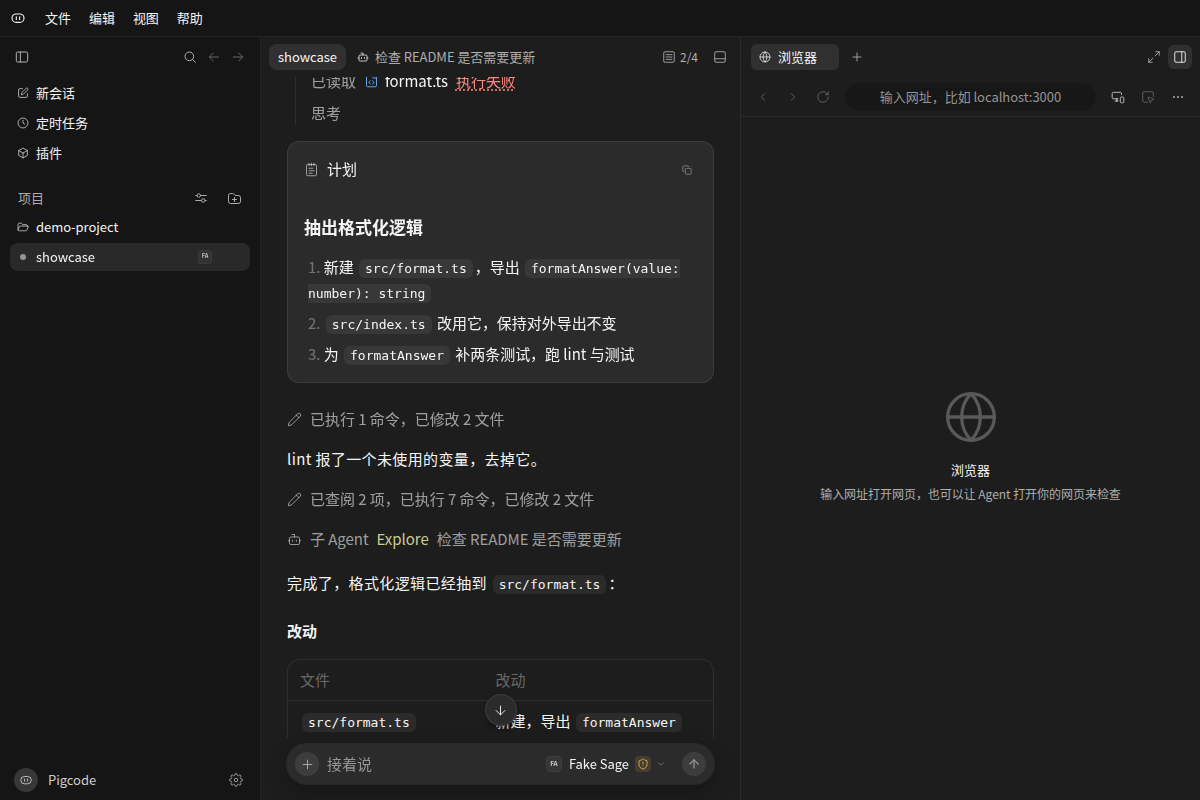 文件 编辑 视图 帮助
新会话
定时任务
插件
项目
demo-project
showcase FA
Pigcode
showcase 检查 README 是否需要更新 2/4
已读取 format.ts 执行失败
思考
计划
抽出格式化逻辑
1. 新建 src/format.ts ，导出 formatAnswer(value:
number): string
2. src/index.ts 改用它，保持对外导出不变
3. 为 formatAnswer 补两条测试，跑 lint 与测试
已执行 1 命令，已修改 2 文件
lint 报了一个未使用的变量，去掉它。
已查阅 2 项，已执行 7 命令，已修改 2 文件
子 Agent Explore 检查 README 是否需要更新
完成了，格式化逻辑已经抽到 src/format.ts ：
改动
文件 改动
src/format.ts 新建，导出 formatAnswer
接着说 FA Fake Sage
浏览器
输入网址，比如 localhost:3000
浏览器
输入网址打开网页，也可以让 Agent 打开你的网页来检查